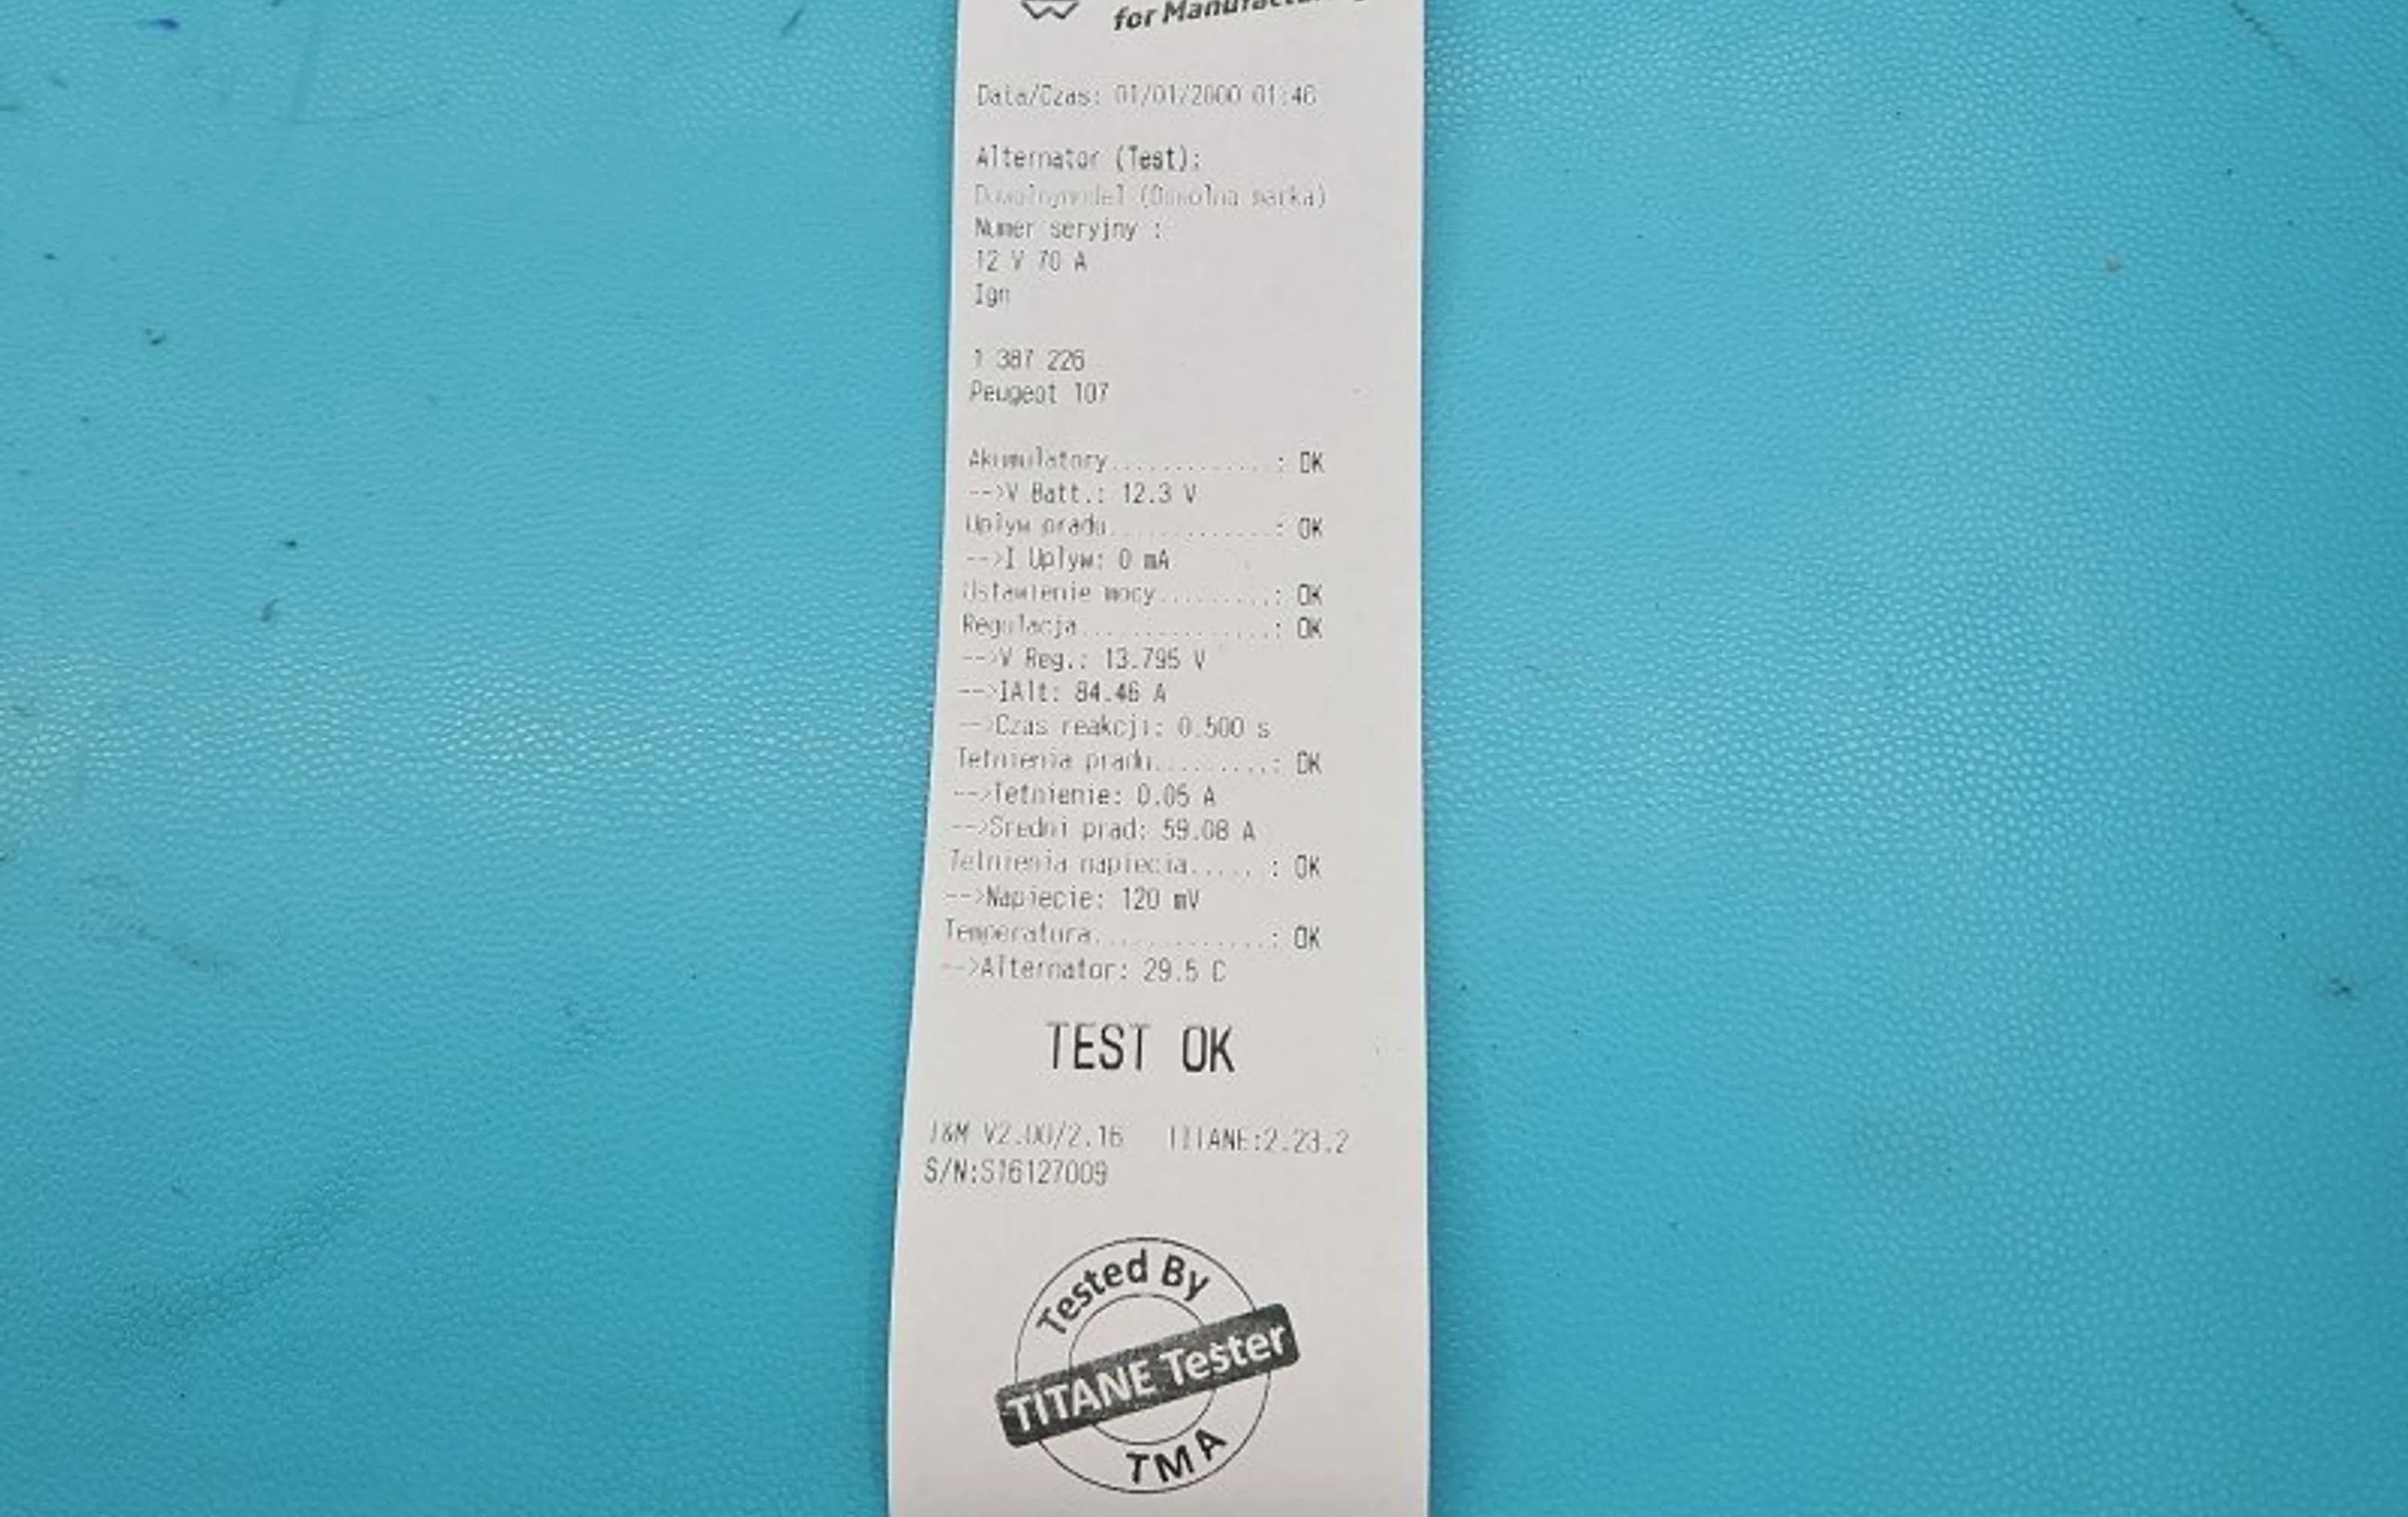 for Manufacturing
Data/Czas: 01/01/2000 01:46
Alternator (Test):
Dowolnymodel (Dowolna marka)
Numer seryjny :
12 V 70 A
Ign
1 387 226
Peugeot 107
Akumulatory.............: OK
-->V Batt.: 12.3 V
Uplyw pradu.............: OK
-->I Uplyw: 0 mA
Ustawienie mocy.........: OK
Regulacja...............: OK
-->V Reg.: 13.795 V
-->IAlt: 84.46 A
-->Czas reakcji: 0.500 s
Tetnienia pradu.........: OK
-->Tetnienie: 0.05 A
-->Sredni prad: 59.08 A
Tetnienia napiecia.....: OK
-->Napiecie: 120 mV
Temperatura.............: OK
-->Alternator: 29.5 C
TEST OK
T&M V2.00/2.16 TITANE:2.23.2
S/N:S16127009
Tested By
TITANE Tester
TMA